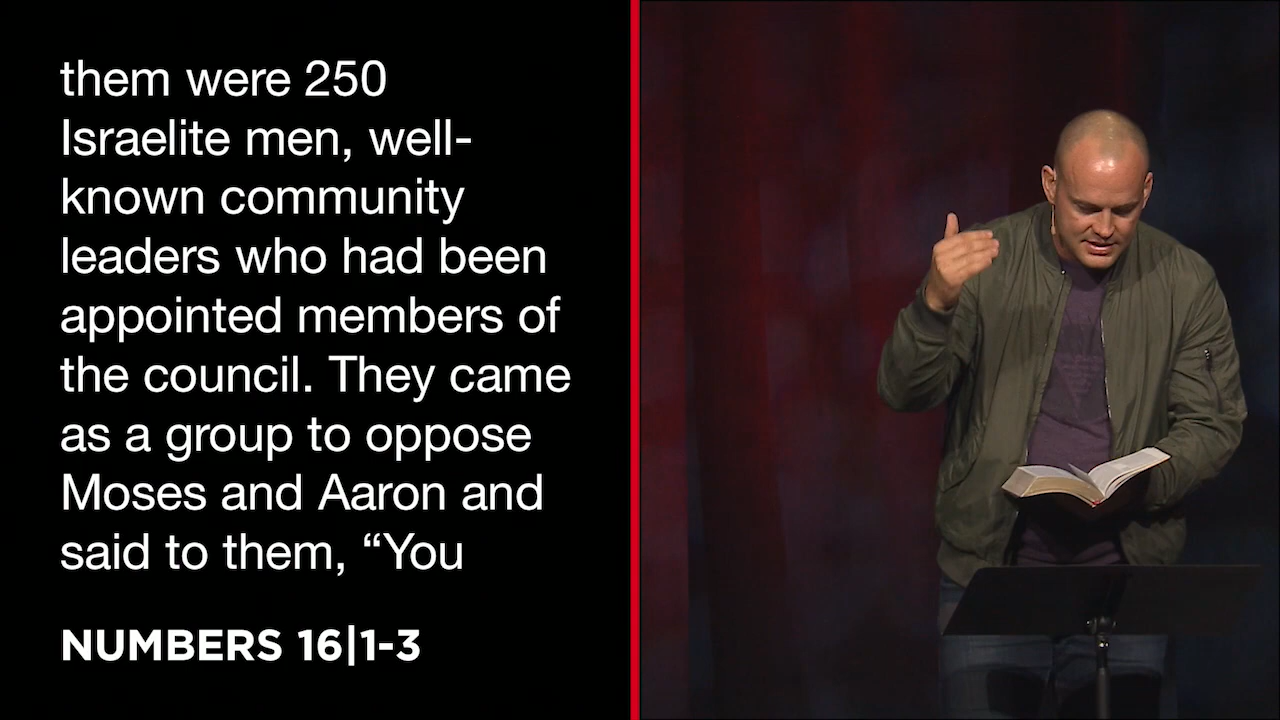 them were 250
Israelite men, well-
known community
leaders who had been
appointed members of
the council. They came
as a group to oppose
Moses and Aaron and
said to them, “You
NUMBERS 16|1-3